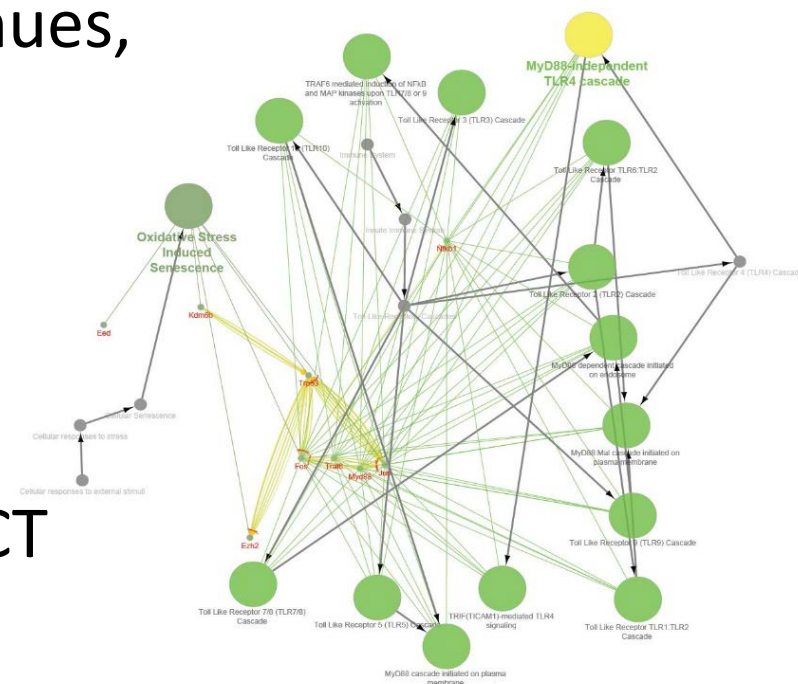 nues,
MyD88-independent
TLR4 cascade
TRAF6 mediated induction of NFkB
and MAP kinases upon TLR7/8 or 9
activation
Toll Like Receptor 3 (TLR3) Cascade
Toll Like Receptor 10 (TLR10)
Cascade
Immune System
Toll Like Receptor TLR6:TLR2
Cascade
Oxidative Stress
Induced
Senescence
Innate Immune System
Nfkb1
Toll Like Receptor 4 (TLR4) Cascad
Toll Like Receptor 2 (TLR2) Cascade
Kdm6b
Toll-Like Receptors Cascades
Eed
MyD88 dependent cascade initiated
on endosome
Trp53
Cellular Senescence
Cellular responses to stress
MyD88:Mal cascade initiated on
plasma membrane
Fos
Traf6
Myd88
Jun
Cellular responses to external stimuli
CT
Toll Like Receptor 9 (TLR9) Cascade
Ezh2
Toll Like Receptor 7/8 (TLR7/8)
Cascade
Toll Like Receptor 5 (TLR5) Cascade
TRIF(TICAM1)-mediated TLR4
signaling
Toll Like Receptor TLR1:TLR2
Cascade
MyD88 cascade initiated on plasma
membrane